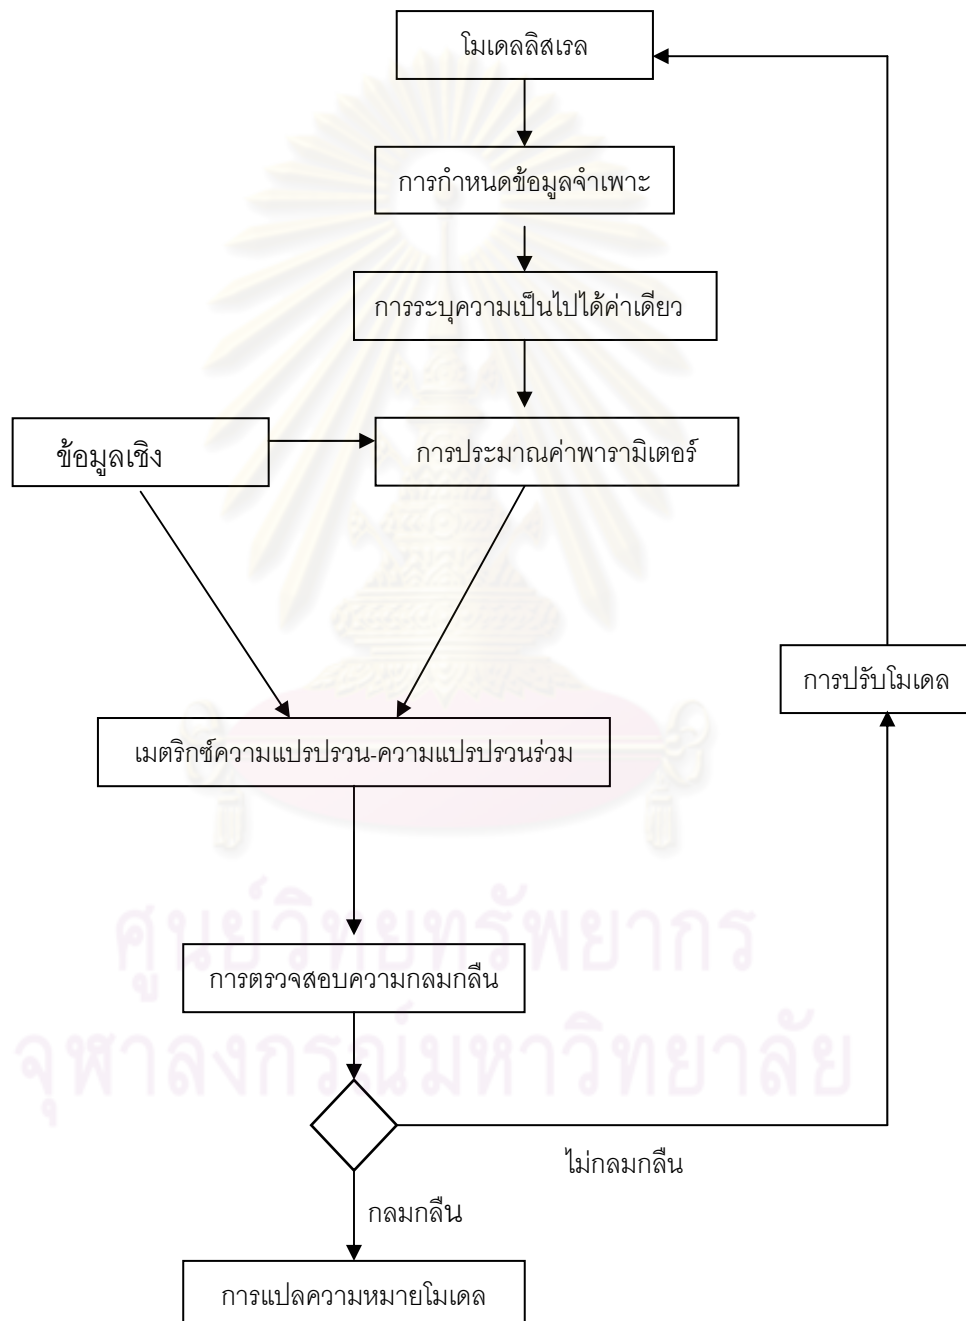 โมเดลลิสเรล
การกำหนดข้อมูลจำเพาะ
การระบุความเป็นไปได้ค่าเดียว
ข้อมูลเชิง
การประมาณค่าพารามิเตอร์
การปรับโมเดล
เมตริกซ์ความแปรปรวน-ความแปรปรวนร่วม
ศูนย์วิทยทรัพยากร
การตรวจสอบความกลมกลืน
จุฬาลงกรณ์มหาวิทยาลัย
ไม่กลมกลืน
กลมกลืน
การแปลความหมายโมเดล